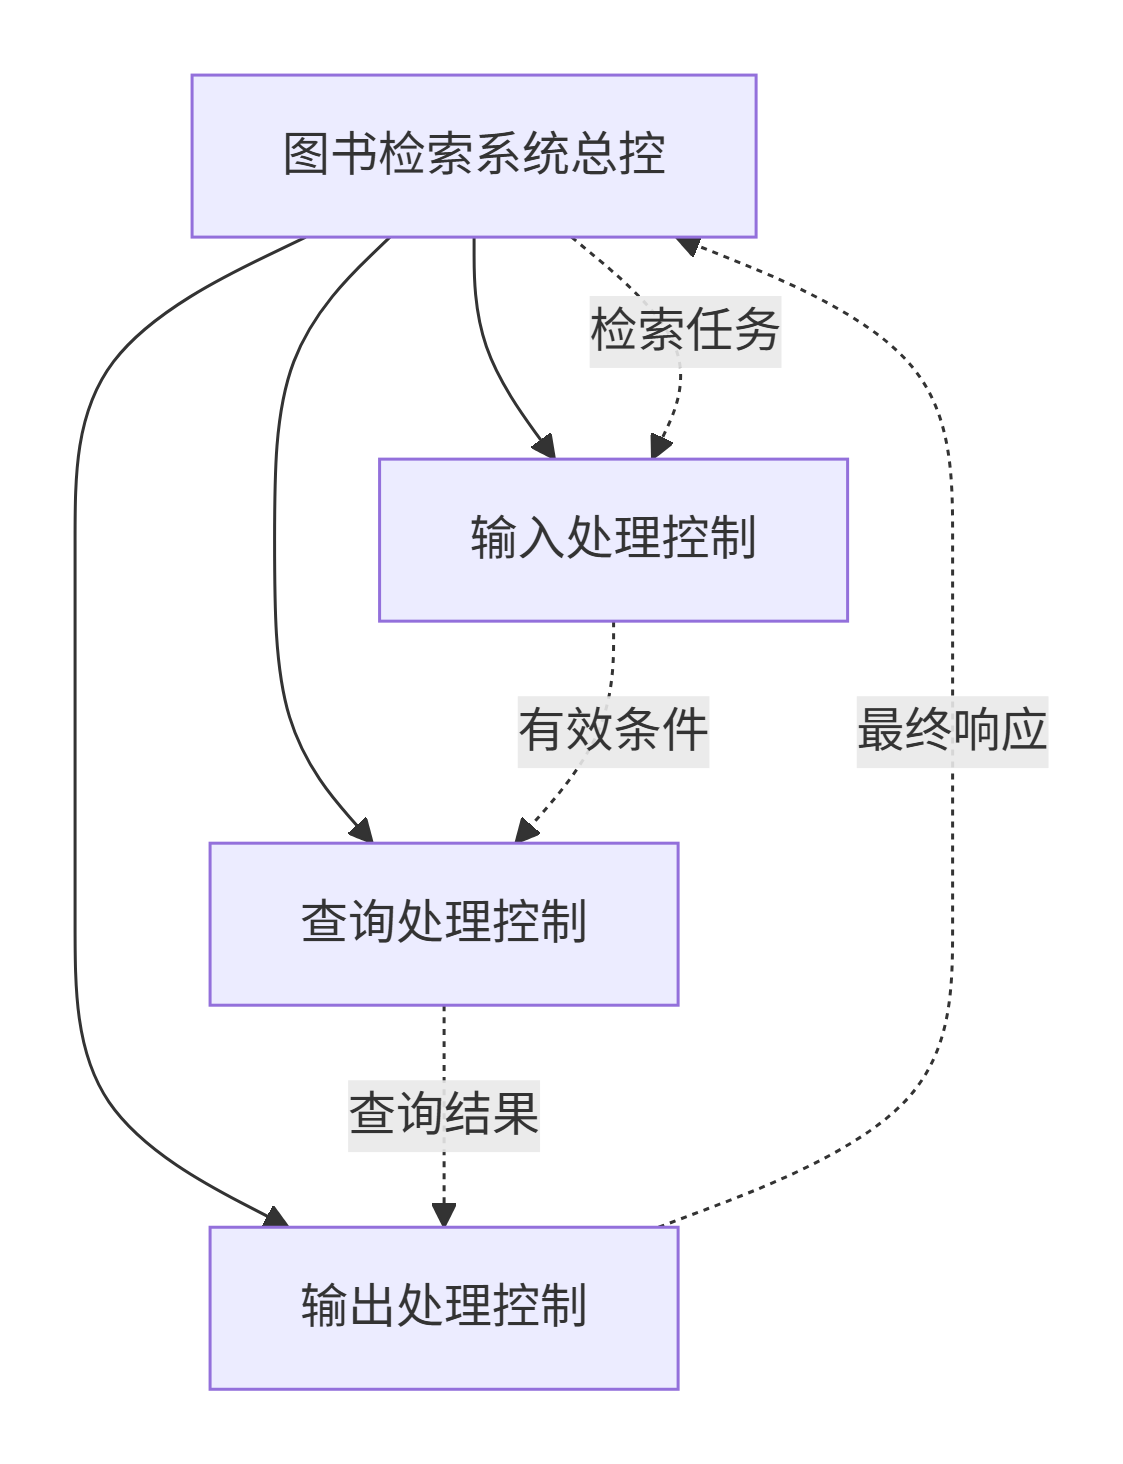 图书检索系统总控
检索任务
输入处理控制
有效条件
最终响应
查询处理控制
查询结果
输出处理控制